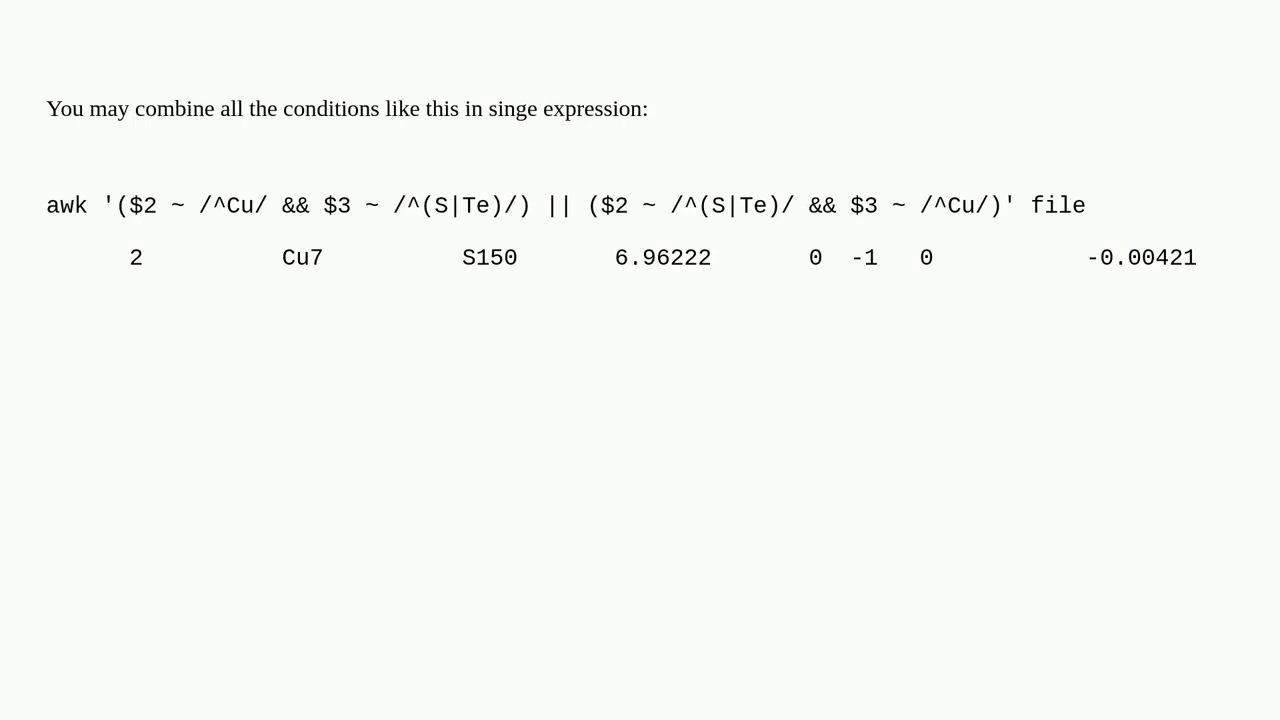 You may combine all the conditions like this in singe expression:
awk '($2 ~ /^Cu/ && $3 ~ /^(S|Te)/) || ($2 ~ /^(S|Te)/ && $3 ~ /^Cu/)' file
2 Cu7 S150 6.96222 0 -1 0 -0.00421